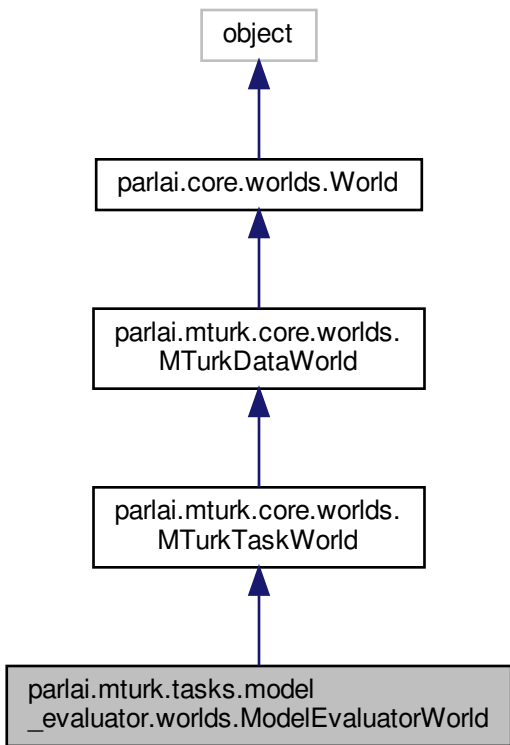 object
parlai.core.worlds.World
parlai.mturk.core.worlds.
MTurkDataWorld
parlai.mturk.core.worlds.
MTurkTaskWorld
parlai.mturk.tasks.model
_evaluator.worlds.ModelEvaluatorWorld